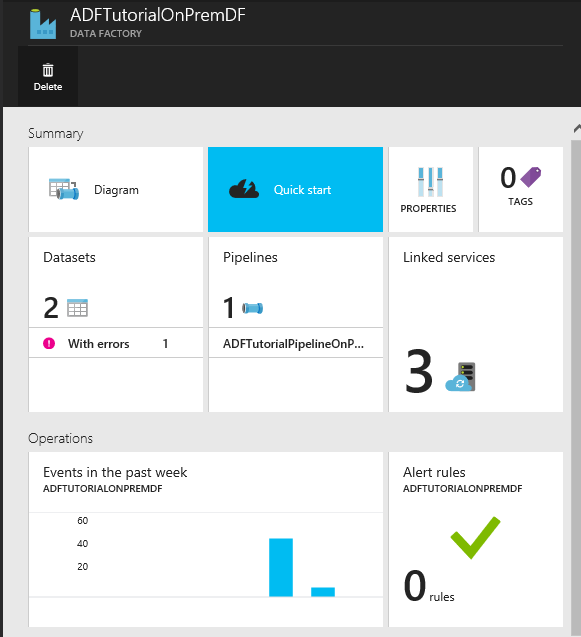 ADFTutorialOnPremDF
DATA FACTORY
Delete
Summary
Diagram
Quick start
PROPERTIES
0
TAGS
Datasets
2
With errors 1
Pipelines
1
ADFTutorialPipelineOnP...
Linked services
3
Operations
Events in the past week
ADFTUTORIALONPREMDF
60
40
20
Alert rules
ADFTUTORIALONPREMDF
0 rules